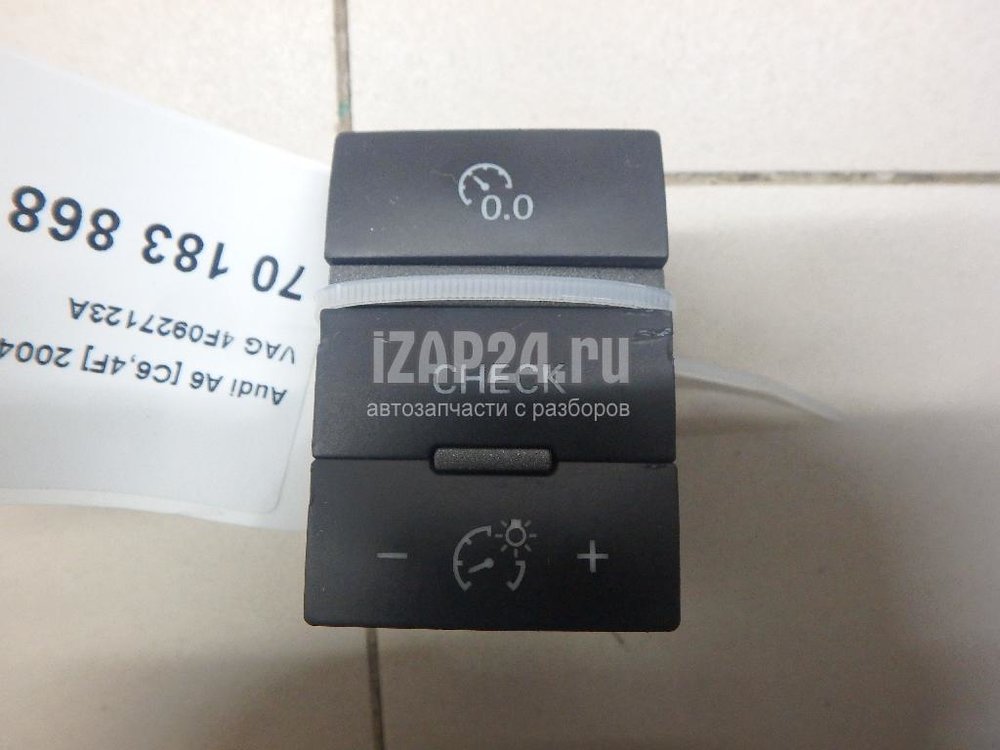 0.0
CHECK
- +
iZAP24.ru
автозапчасти с разборов
70 183 868
VAG 4F0927123A
Audi A6 [C6,4F] 2004